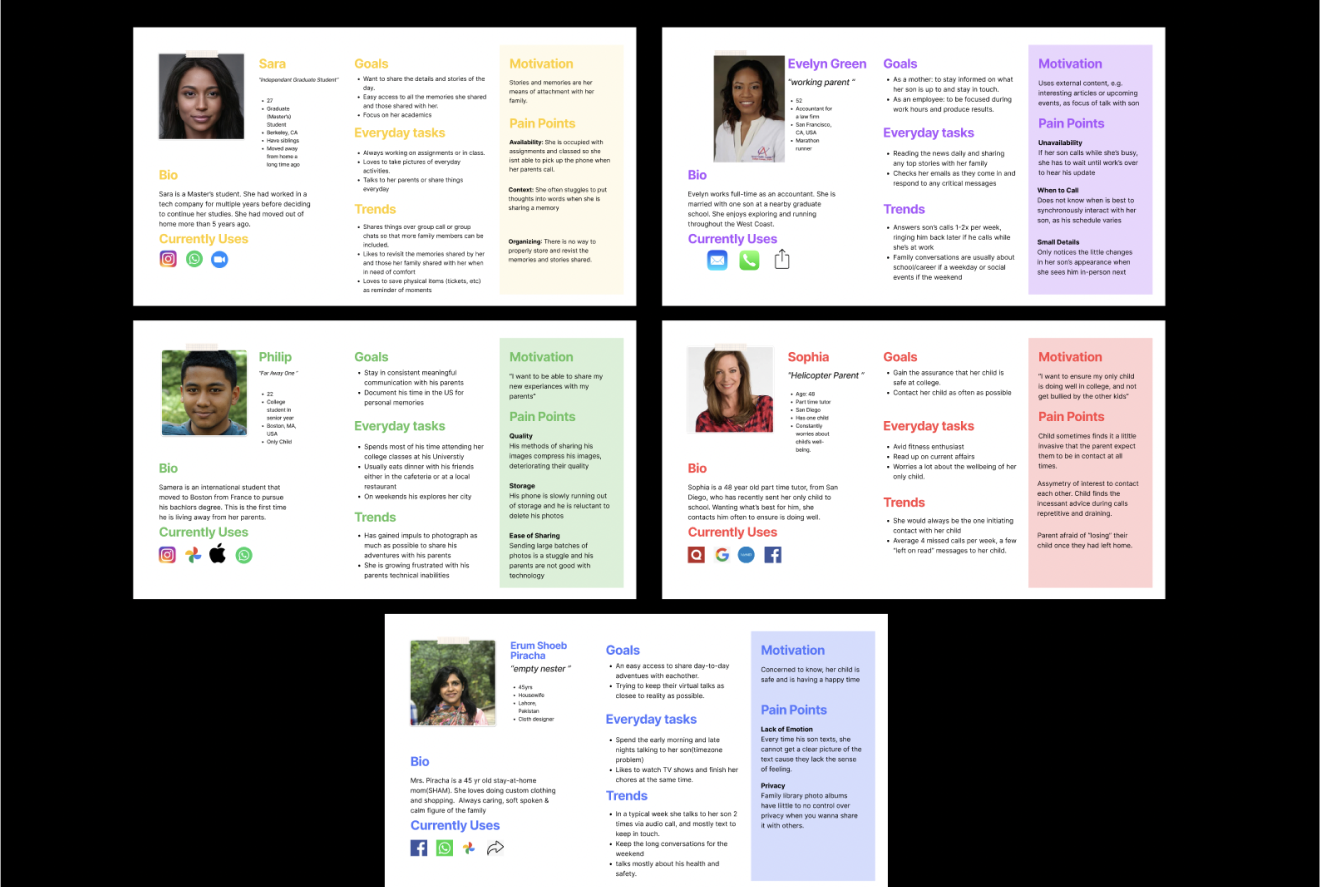 Sara
"Independant Graduate Student"
• 27
• Graduate
(Master's)
Student
• Berkeley, CA
• Have siblings
• Moved away
from home a
long time ago
Bio
Sara is a Master's student. She had worked in a
tech company for multiple years before deciding
to continue her studies. She had moved out of
home more than 5 years ago.
Currently Uses
Goals
• Want to share the details and stories of the
day.
• Easy access to all the memories she shared
and those shared with her.
• Focus on her academics
Everyday tasks
• Always working on assignments or in class.
• Loves to take pictures of everyday
activities.
• Talks to her parents or share things
everyday
Trends
• Shares things over group call or group
chats so that more family members can be
included.
• Likes to revisit the memories shared by her
and those her family shared with her when
in need of comfort
• Loves to save physical items (tickets, etc)
as reminder of moments
Motivation
Stories and memories are her
means of attachment with her
family.
Pain Points
Availability: She is occupied with
assignments and classed so she
isnt able to pick up the phone when
her parents call.
Context: She often stuggles to put
thoughts into words when she is
sharing a memory
Organizing: There is no way to
properly store and revist the
memories and stories shared.
Evelyn Green
"working parent "
• 52
• Accountant for
a law firm
• San Francisco,
CA, USA
• Marathon
runner
Bio
Evelyn works full-time as an accountant. She is
married with one son at a nearby graduate
school. She enjoys exploring and running
throughout the West Coast.
Currently Uses
Goals
• As a mother: to stay informed on what
her son is up to and stay in touch.
• As an employee: to be focused during
work hours and produce results.
Everyday tasks
• Reading the news daily and sharing
any top stories with her family
• Checks her emails as they come in and
respond to any critical messages
Trends
• Answers son's calls 1-2x per week,
ringing him back later if he calls while
she's at work
• Family conversations are usually about
school/career if a weekday or social
events if the weekend
Motivation
Uses external content, e.g.
interesting articles or upcoming
events, as focus of talk with son
Pain Points
Unavailability
If her son calls while she's busy,
she has to wait until work's over
to hear his update
When to Call
Does not know when is best to
synchronously interact with her
son, as his schedule varies
Small Details
Only notices the little changes
in her son's appearance when
she sees him in-person next
Philip
"Far Away One "
• 22
• College
student in
senior year
• Boston, MA,
USA
• Only Child
Bio
Samera is an international student that
moved to Boston from France to pursue
his bachlors degree. This is the first time
he is living away from her parents.
Currently Uses
Goals
• Stay in consistent meaningful
communication with his parents
• Document his time in the US for
personal memories
Everyday tasks
• Spends most of his time attending her
college classes at his Universtiy
• Usually eats dinner with his friends
either in the cafeteria or at a local
restaurant
• On weekends his explores her city
Trends
• Has gained impuls to photograph as
much as possible to share his
adventures with his parents
• She is growing frustrated with his
parents technical inabilities
Motivation
"I want to be able to share my
new experiances with my
parents"
Pain Points
Quality
His methods of sharing his
images compress his images,
deteriorating their quality
Storage
His phone is slowly running out
of storage and he is reluctant to
delete his photos
Ease of Sharing
Sending large batches of
photos is a stuggle and his
parents are not good with
technology
Sophia
"Helicopter Parent "
• Age: 48
• Part time tutor
• San Diego
• Has one child
• Constantly
worries about
child's well-
being.
Bio
Sophia is a 48 year old part time tutor, from San
Diego, who has recently sent her only child to
school. Wanting what's best for him, she
contacts him often to ensure is doing well.
Currently Uses
Goals
• Gain the assurance that her child is
safe at college.
• Contact her child as often as possible
Everyday tasks
• Avid fitness enthusiast
• Read up on current affairs
• Worries a lot about the wellbeing of her
only child.
Trends
• She would always be the one initiating
contact with her child
• Average 4 missed calls per week, a few
"left on read" messages to her child.
Motivation
"I want to ensure my only child
is doing well in college, and not
get bullied by the other kids"
Pain Points
Child sometimes finds it a lititle
invasive that the parent expect
them to be in contact at all
times.
Assymetry of interest to contact
each other. Child finds the
incessant advice during calls
repretitive and draining.
Parent afraid of "losing" their
child once they had left home.
Erum Shoeb
Piracha
"empty nester "
• 45yrs
• Housewife
• Lahore,
Pakistan
• Cloth designer
Bio
Mrs. Piracha is a 45 yr old stay-at-home
mom(SHAM). She loves doing custom clothing
and shopping. Always caring, soft spoken &
calm figure of the family
Currently Uses
Goals
• An easy access to share day-to-day
adventues with eachother.
• Trying to keep their virtual talks as
closee to reality as possible.
Everyday tasks
• Spend the early morning and late
nights talking to her son(timezone
problem)
• Likes to watch TV shows and finish her
chores at the same time.
Trends
• In a typical week she talks to her son 2
times via audio call, and mostly text to
keep in touch.
• Keep the long conversations for the
weekend
• talks mostly about his health and
safety.
Motivation
Concerned to know, her child is
safe and is having a happy time
Pain Points
Lack of Emotion
Every time his son texts, she
cannot get a clear picture of the
text cause they lack the sense
of feeling.
Privacy
Family library photo albums
have liittle to no control over
privacy when you wanna share
it with others.